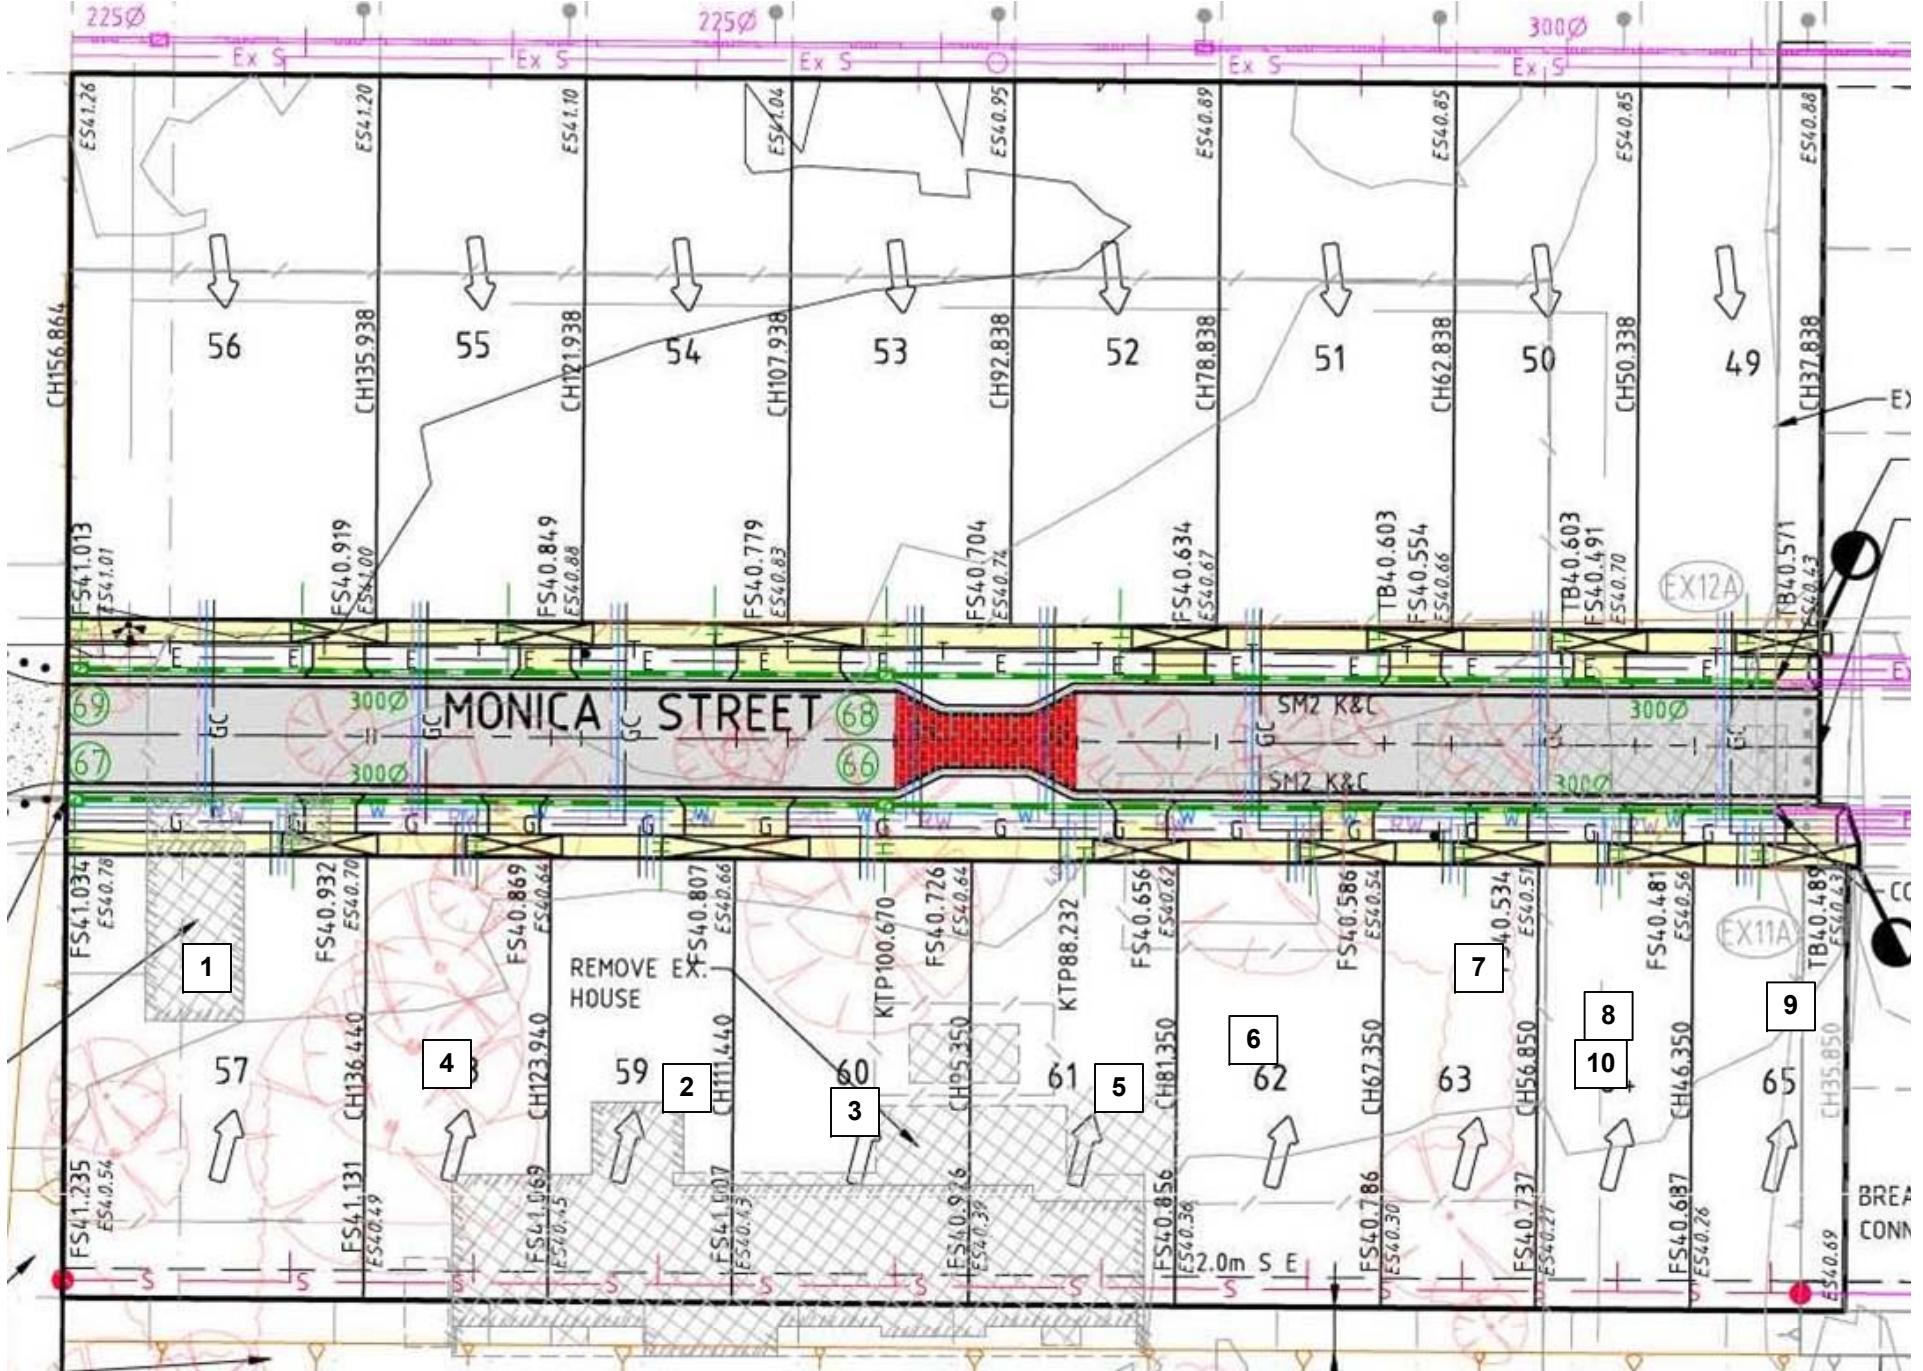 225Ø 225Ø 300Ø
Ex S Ex S Ex S Ex S Ex S
ES41.26 ES41.20 ES41.10 ES41.04 ES40.95 ES40.89 ES40.85 ES40.85 ES40.88
CH156.864 CH135.938 CH121.938 CH107.938 CH92.838 CH78.838 CH62.838 CH50.338 CH37.838
56 55 54 53 52 51 50 49
EX
FS41.013 FS40.919 FS40.849 FS40.779 FS40.704 FS40.634 TB40.603 FS40.554 TB40.603 FS40.491 TB40.571
ES41.01 ES41.00 ES40.88 ES40.83 ES40.74 ES40.67 ES40.66 ES40.70 ES40.43
EX12A
E E E E E E E E E E E E E
69 300Ø MONICA STREET 68 SM2 K&C 300Ø
GC GC GC GC GC GC
67 300Ø 66 SM2 K&C 300Ø
G G G G G G G G G G G G
FS41.034 FS40.932 FS40.869 FS40.807 FS40.726 FS40.656 FS40.586 40.534 FS40.481 TB40.489
ES40.78 ES40.70 ES40.64 ES40.66 ES40.64 ES40.62 ES40.54 ES40.51 ES40.56 ES40.43
KTP100.670 KTP88.232
EX11A
CO
REMOVE EX.
HOUSE
1 7
8 9
4 2 3 5 6 10
57 59 60 61 62 63 65
CH136.440 CH123.940 CH111.440 CH95.350 CH81.350 CH67.350 CH56.850 CH46.350 CH35.850
FS41.235 FS41.131 FS41.069 FS41.007 FS40.926 FS40.856 FS40.786 FS40.737 FS40.687
ES40.54 ES40.49 ES40.45 ES40.43 ES40.39 ES40.36 ES40.30 ES40.27 ES40.26 ES40.69
BREA
CONN
2.0m S E
S S S S S S S S S S